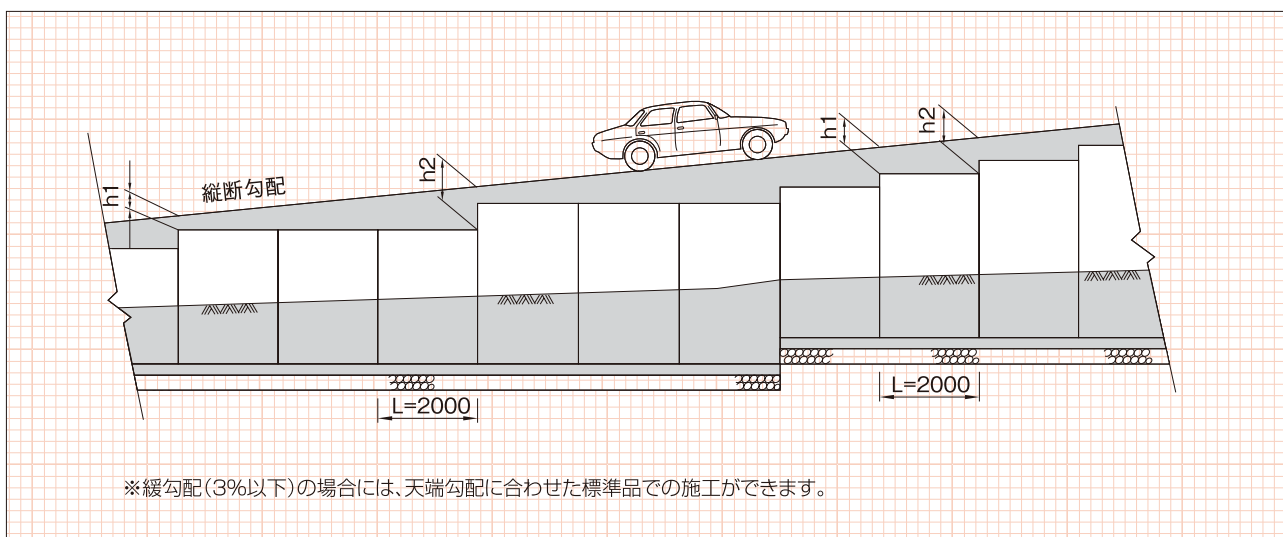 h1
縦断勾配
h2
h1
h2
L=2000
L=2000
※緩勾配(3%以下)の場合には、天端勾配に合わせた標準品での施工ができます。